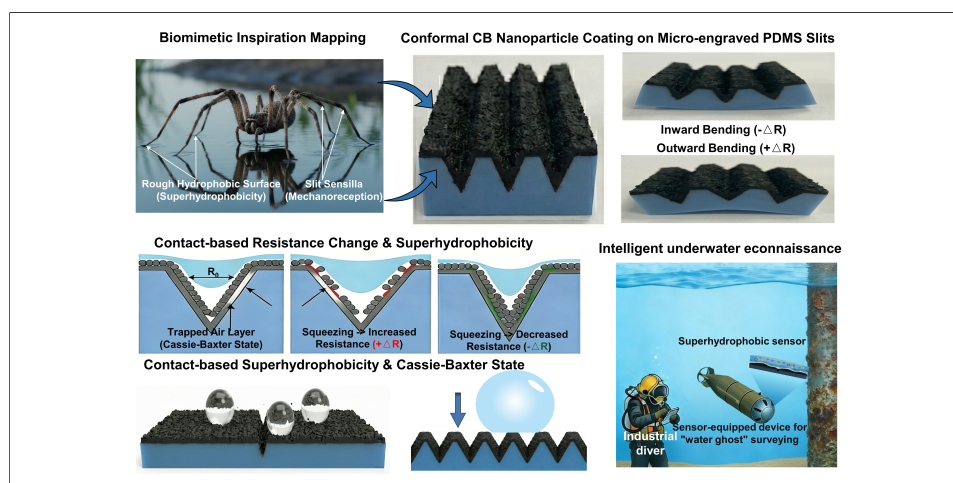 Biomimetic Inspiration Mapping
Conformal CB Nanoparticle Coating on Micro-engraved PDMS Slits
Rough Hydrophobic Surface
(Superhydrophobicity)
Slit Sensilla
(Mechanoreception)
Inward Bending (-△R)
Outward Bending (+△R)
Contact-based Resistance Change & Superhydrophobicity
R₀
Trapped Air Layer
(Cassie-Baxter State)
Squeezing -> Increased
Resistance (+△R)
Squeezing -> Decreased
Resistance (-△R)
Contact-based Superhydrophobicity & Cassie-Baxter State
Intelligent underwater econnaissance
Superhydrophobic sensor
Sensor-equipped device for
"water ghost" surveying
Industrial
diver